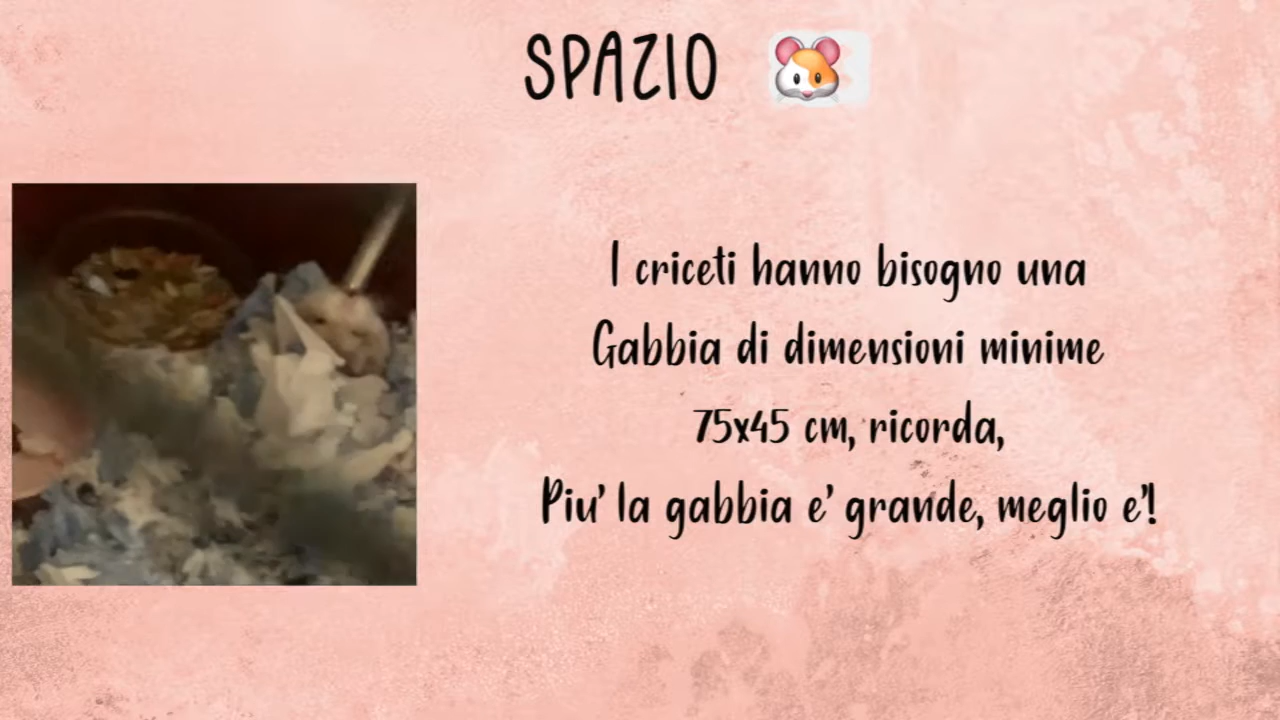 SPAZIO
I criceti hanno bisogno una
Gabbia di dimensioni minime
75x45 cm, ricorda,
Piu' la gabbia e' grande, meglio e'!